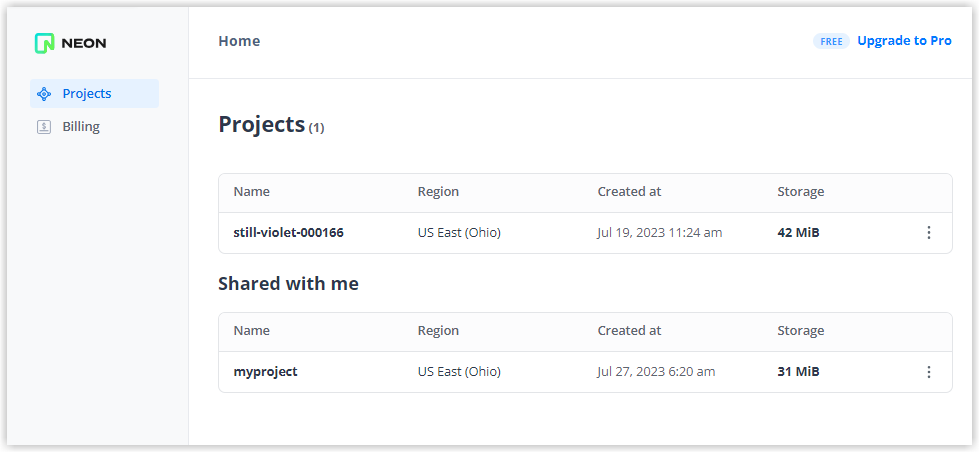 NEON
Home
FREE Upgrade to Pro
Projects
Billing
Projects (1)
Name Region Created at Storage
still-violet-000166 US East (Ohio) Jul 19, 2023 11:24 am 42 MiB
Shared with me
Name Region Created at Storage
myproject US East (Ohio) Jul 27, 2023 6:20 am 31 MiB